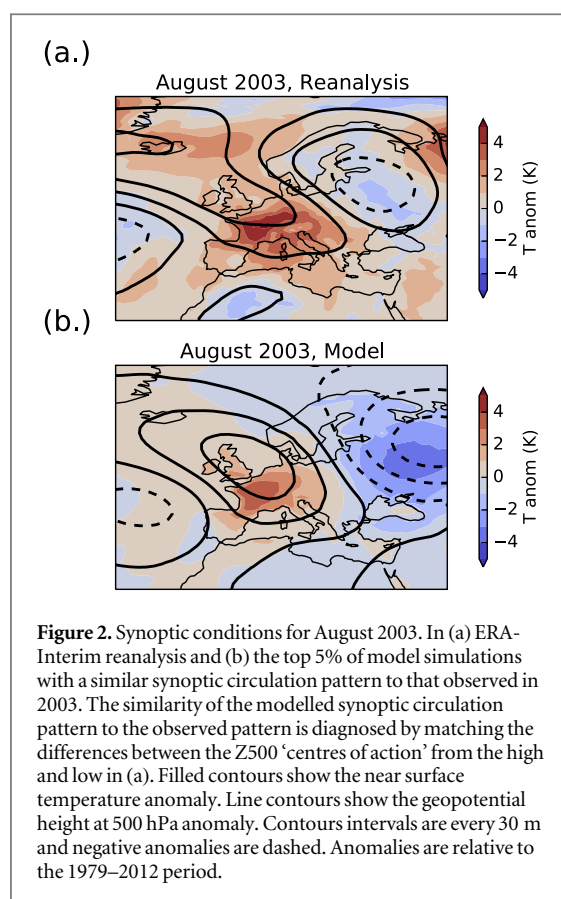 (a.)
August 2003, Reanalysis
4
2
0
−2
−4
T anom (K)
(b.)
August 2003, Model
4
2
0
−2
−4
T anom (K)
Figure 2. Synoptic conditions for August 2003. In (a) ERA-
Interim reanalysis and (b) the top 5% of model simulations
with a similar synoptic circulation pattern to that observed in
2003. The similarity of the modelled synoptic circulation
pattern to the observed pattern is diagnosed by matching the
differences between the Z500 ‘centres of action’ from the high
and low in (a). Filled contours show the near surface
temperature anomaly. Line contours show the geopotential
height at 500 hPa anomaly. Contours intervals are every 30 m
and negative anomalies are dashed. Anomalies are relative to
the 1979–2012 period.